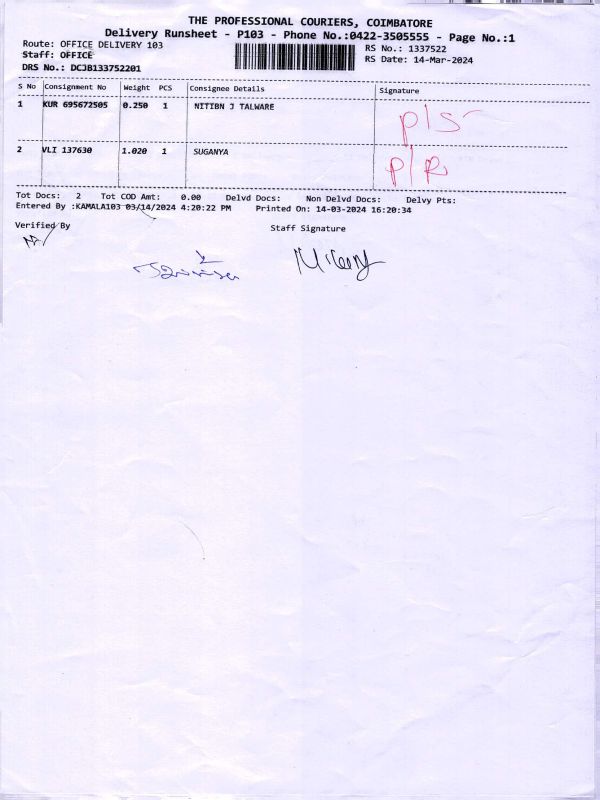 THE PROFESSIONAL COURIERS, COIMBATORE
Delivery Runsheet - P103 - Phone No.:0422-3505555 - Page No.:1
Route: OFFICE DELIVERY 103
RS No.: 1337522
Staff: OFFICE
RS Date: 14-Mar-2024
DRS No.: DCJB133752201
S No Consignment No Weight PCS Consignee Details Signature
1 KUR 695672505 0.250 1 NITIBN J TALWARE P/S
2 VLI 137630 1.020 1 SUGANYA P/R
Tot Docs: 2 Tot COD Amt: 0.00 Delvd Docs: Non Delvd Docs: Delvy Pts:
Entered By :KAMALA103 03/14/2024 4:20:22 PM Printed On: 14-03-2024 16:20:34
Verified By Staff Signature